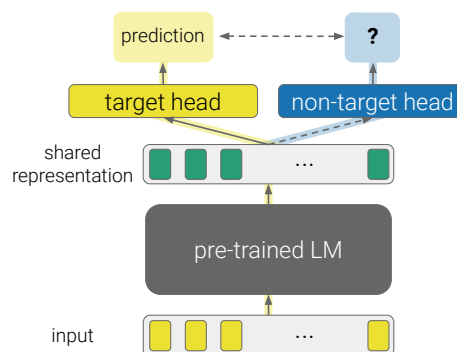 prediction
?
target head
non-target head
shared
representation
...
pre-trained LM
input
...